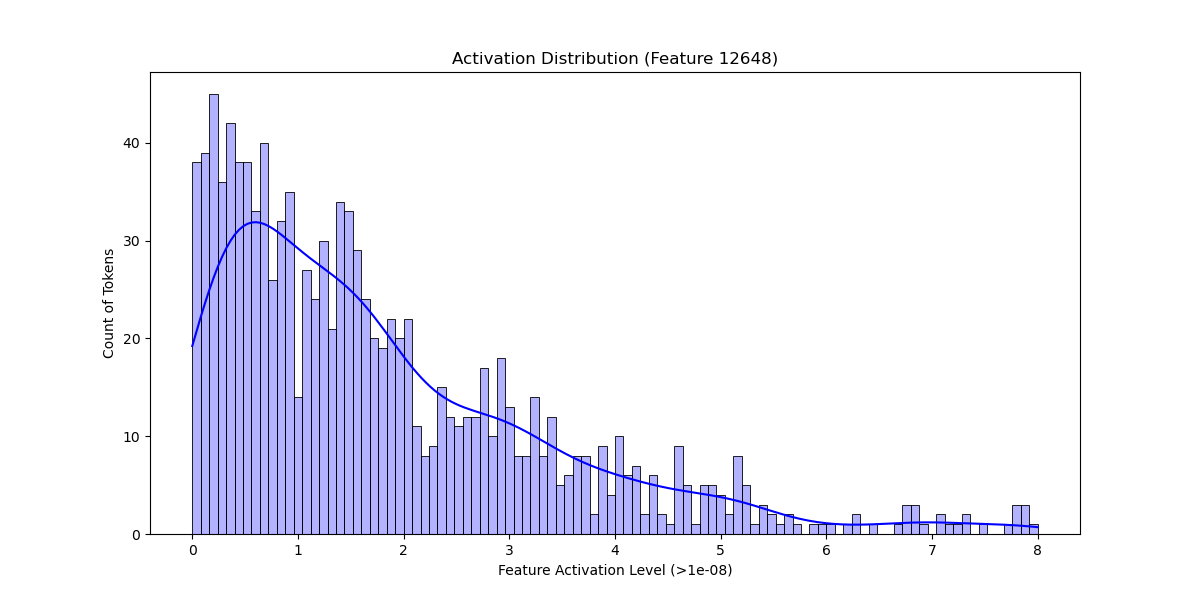 Activation Distribution (Feature 12648)
Count of Tokens
40
30
20
10
0
0 1 2 3 4 5 6 7 8
Feature Activation Level (>1e-08)